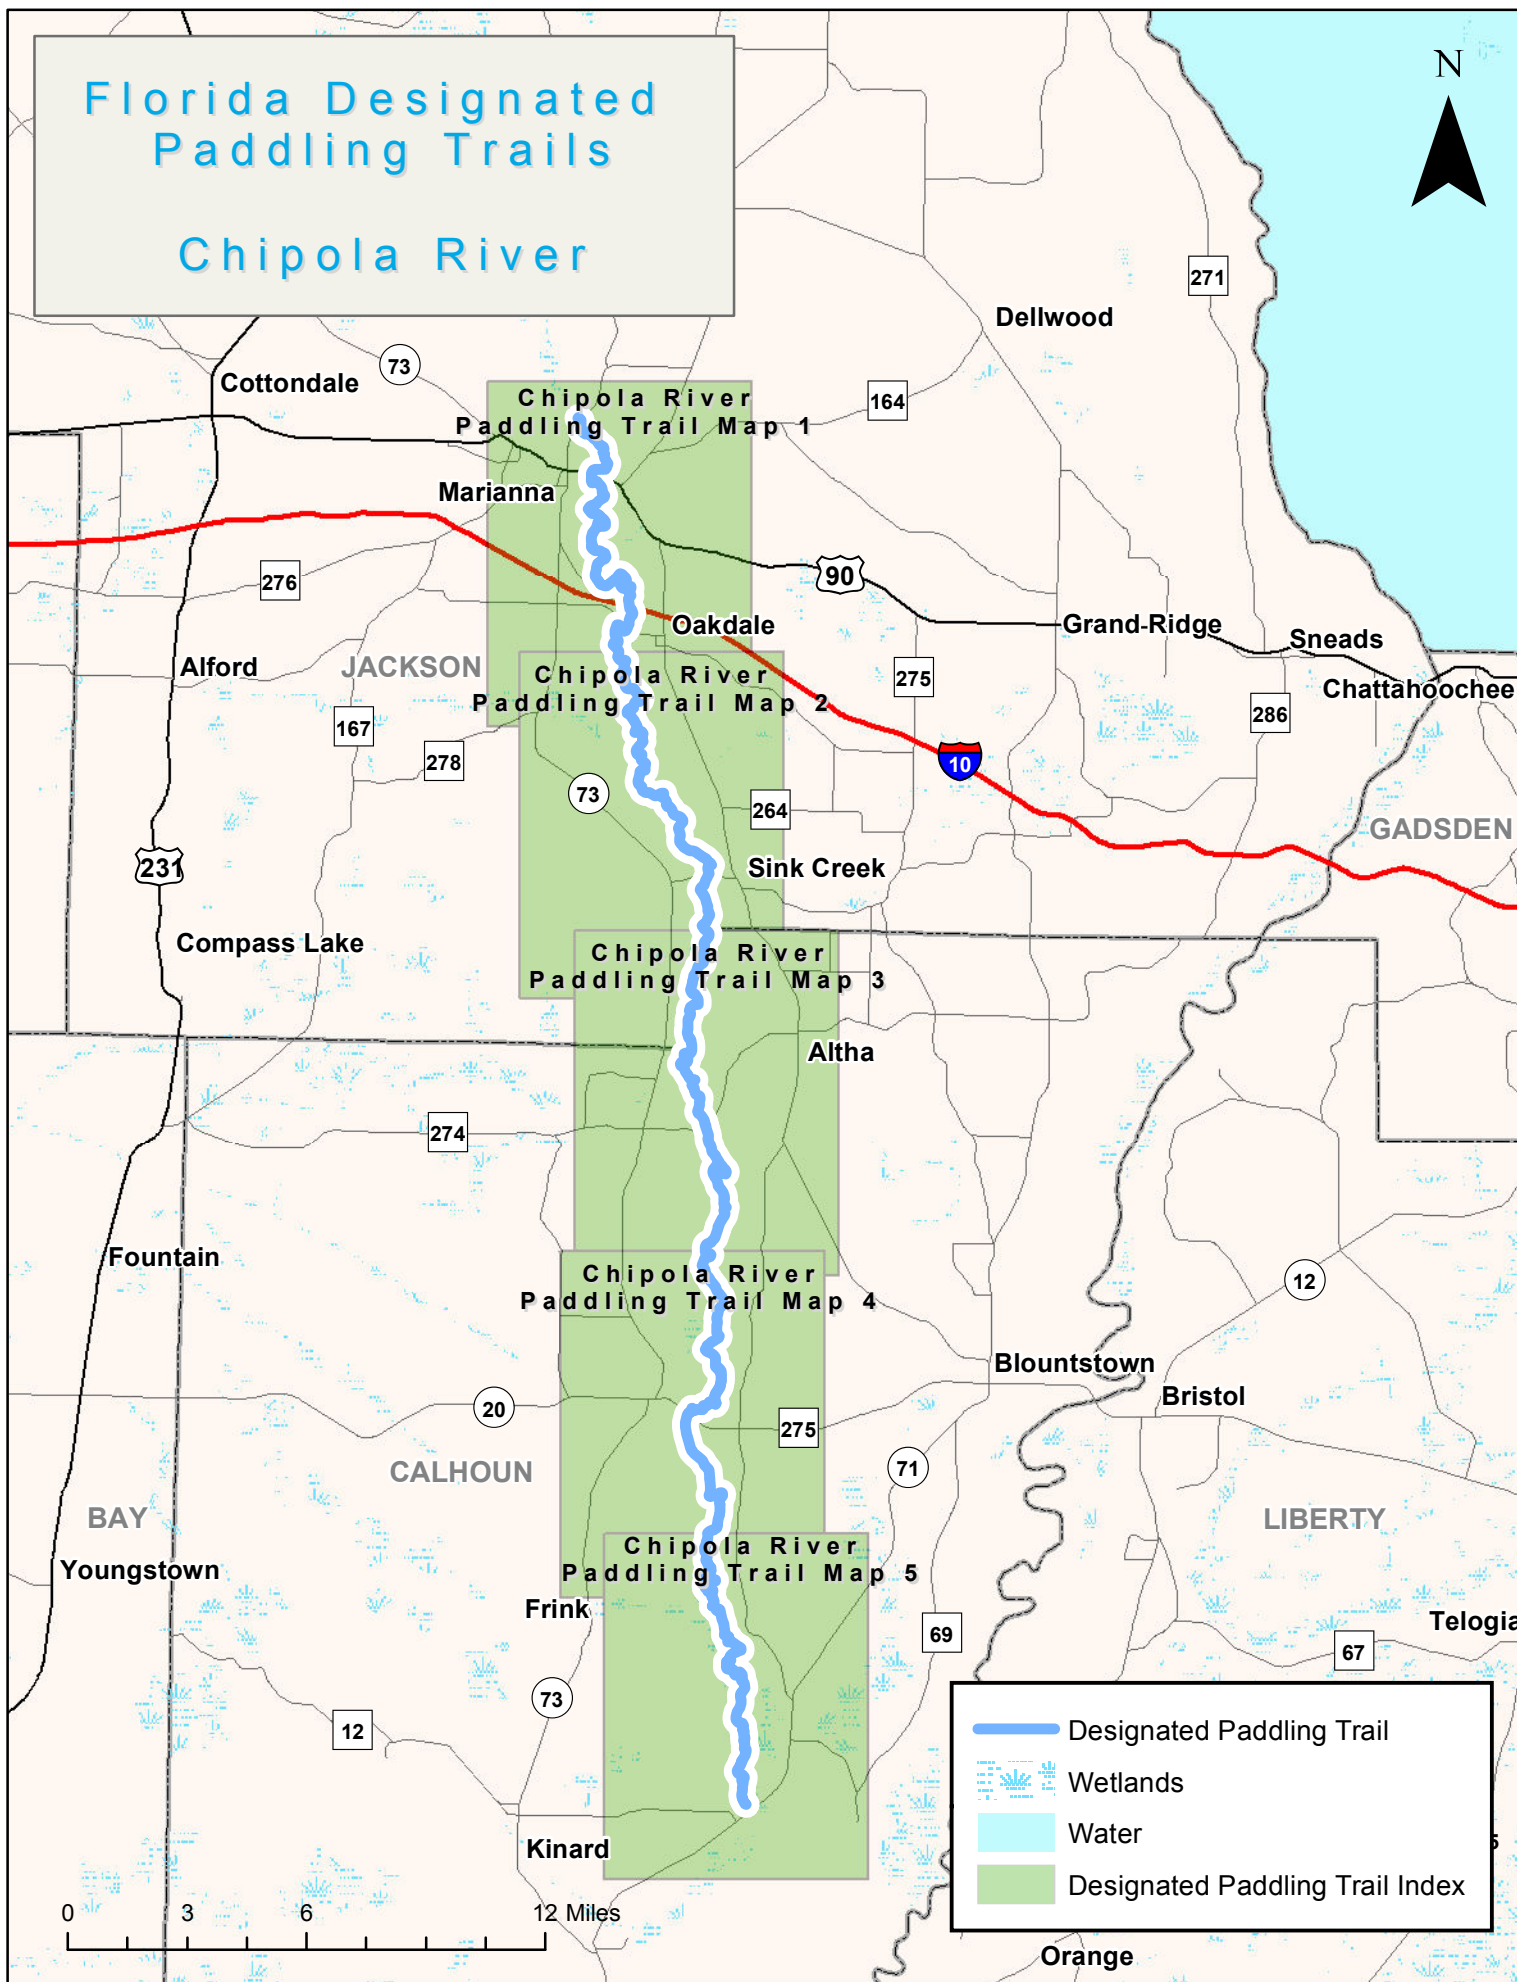 Florida Designated
Paddling Trails
Chipola River
N
271
Dellwood
73
Cottondale
164
Chipola River
Paddling Trail Map 1
Marianna
276
90
Oakdale
Grand-Ridge
Sneads
Alford
JACKSON
Chipola River
Paddling Trail Map 2
275
Chattahoochee
286
167
278
10
73
264
GADSDEN
231
Sink Creek
Compass Lake
Chipola River
Paddling Trail Map 3
Altha
274
Fountain
Chipola River
Paddling Trail Map 4
12
Blountstown
Bristol
20
275
71
CALHOUN
BAY
LIBERTY
Chipola River
Paddling Trail Map 5
Youngstown
Frink
69
Telogia
67
73
12
Designated Paddling Trail
Wetlands
Water
Designated Paddling Trail Index
Kinard
0 3 6 12 Miles
Orange